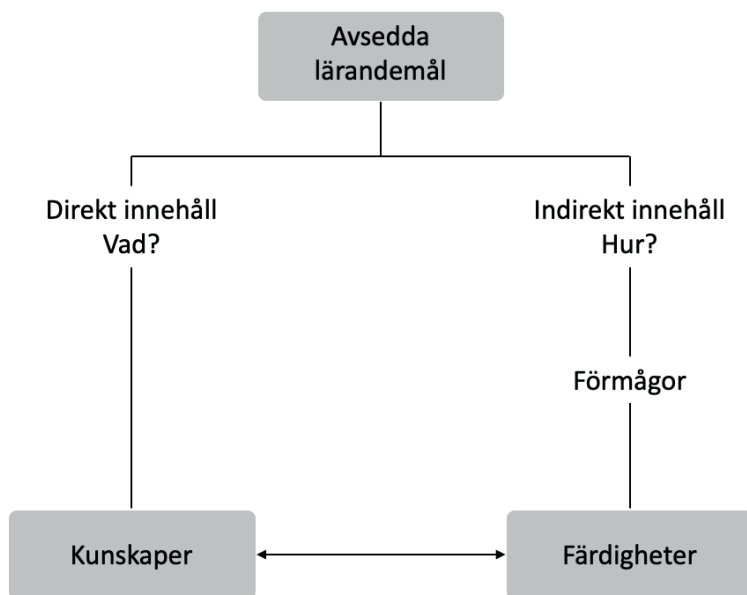 Avsedda
lärandemål
Direkt innehåll
Vad?
Indirekt innehåll
Hur?
Förmågor
Kunskaper
Färdigheter